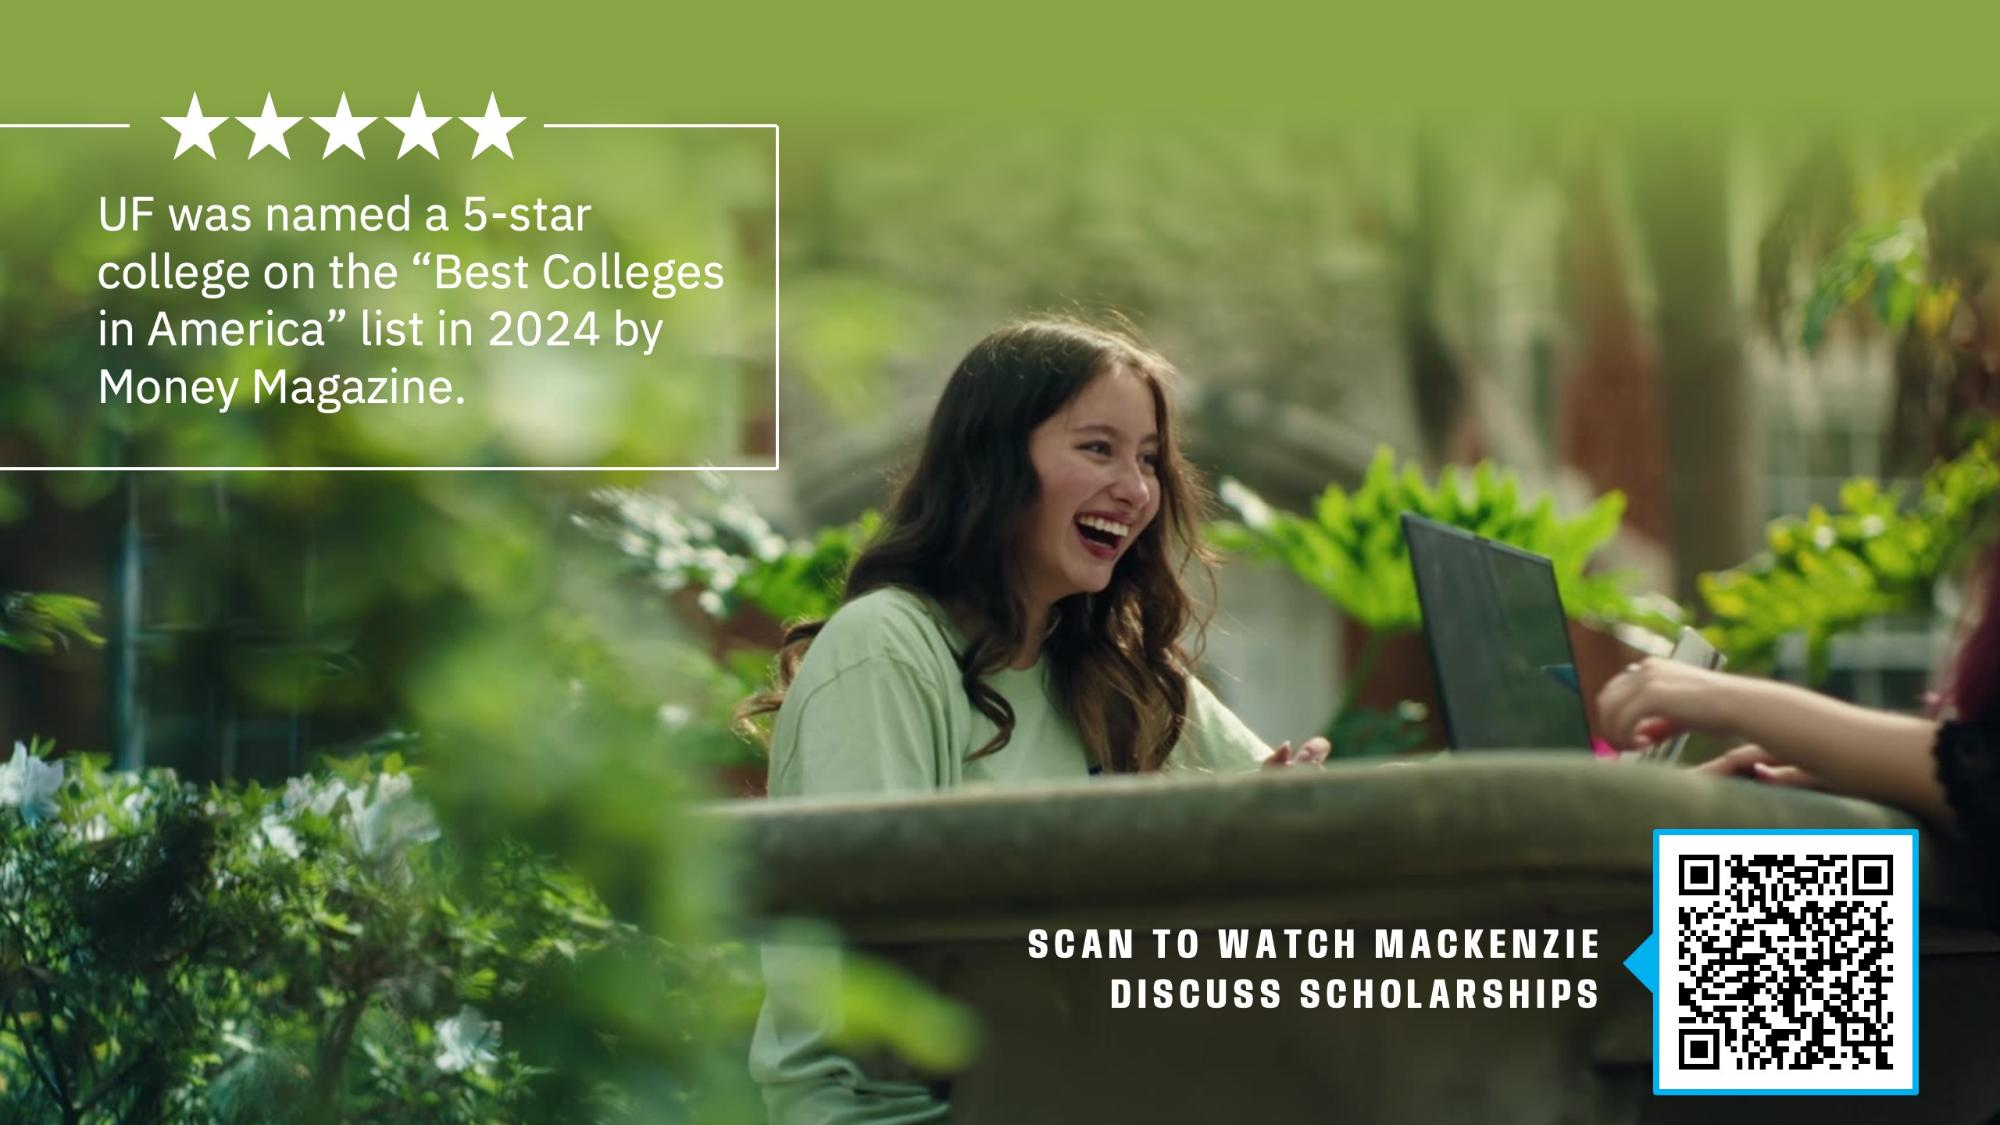 ★★★★★
UF was named a 5-star
college on the “Best Colleges
in America” list in 2024 by
Money Magazine.
SCAN TO WATCH MACKENZIE
DISCUSS SCHOLARSHIPS